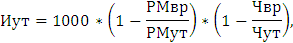 Иут = 1000 * (1 − РМвр/РМут) * (1 − Чвр/Чут),